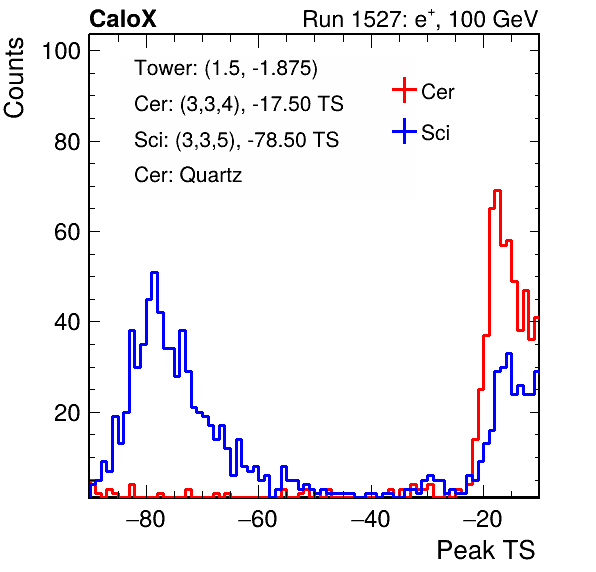 CaloX Run 1527: e⁺, 100 GeV
Counts
100
80
60
40
20
Tower: (1.5, -1.875)
Cer: (3,3,4), -17.50 TS
Sci: (3,3,5), -78.50 TS
Cer: Quartz
Cer
Sci
−80 −60 −40 −20
Peak TS